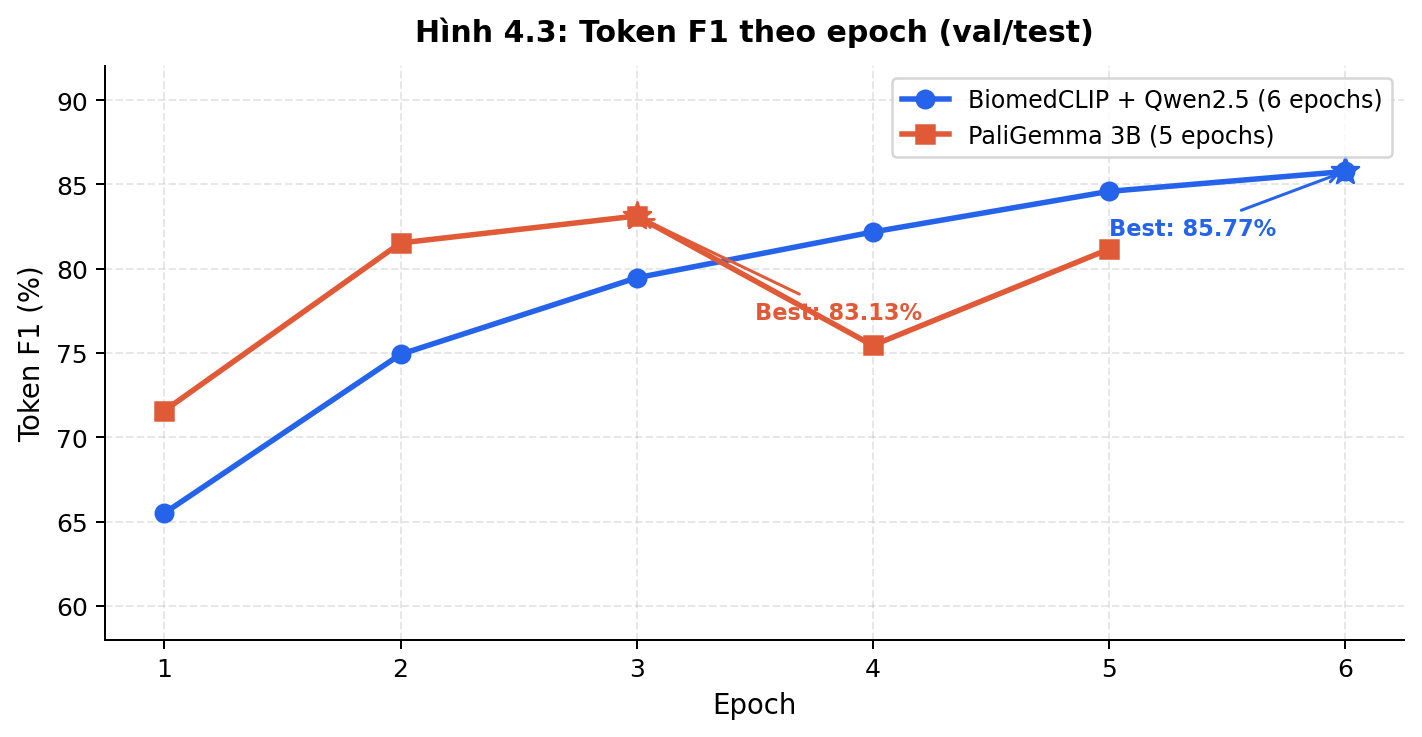 Hình 4.3: Token F1 theo epoch (val/test)
BiomedCLIP + Qwen2.5 (6 epochs)
PaliGemma 3B (5 epochs)
Token F1 (%)
90
85
80
75
70
65
60
Best: 85.77%
Best: 83.13%
1 2 3 4 5 6
Epoch